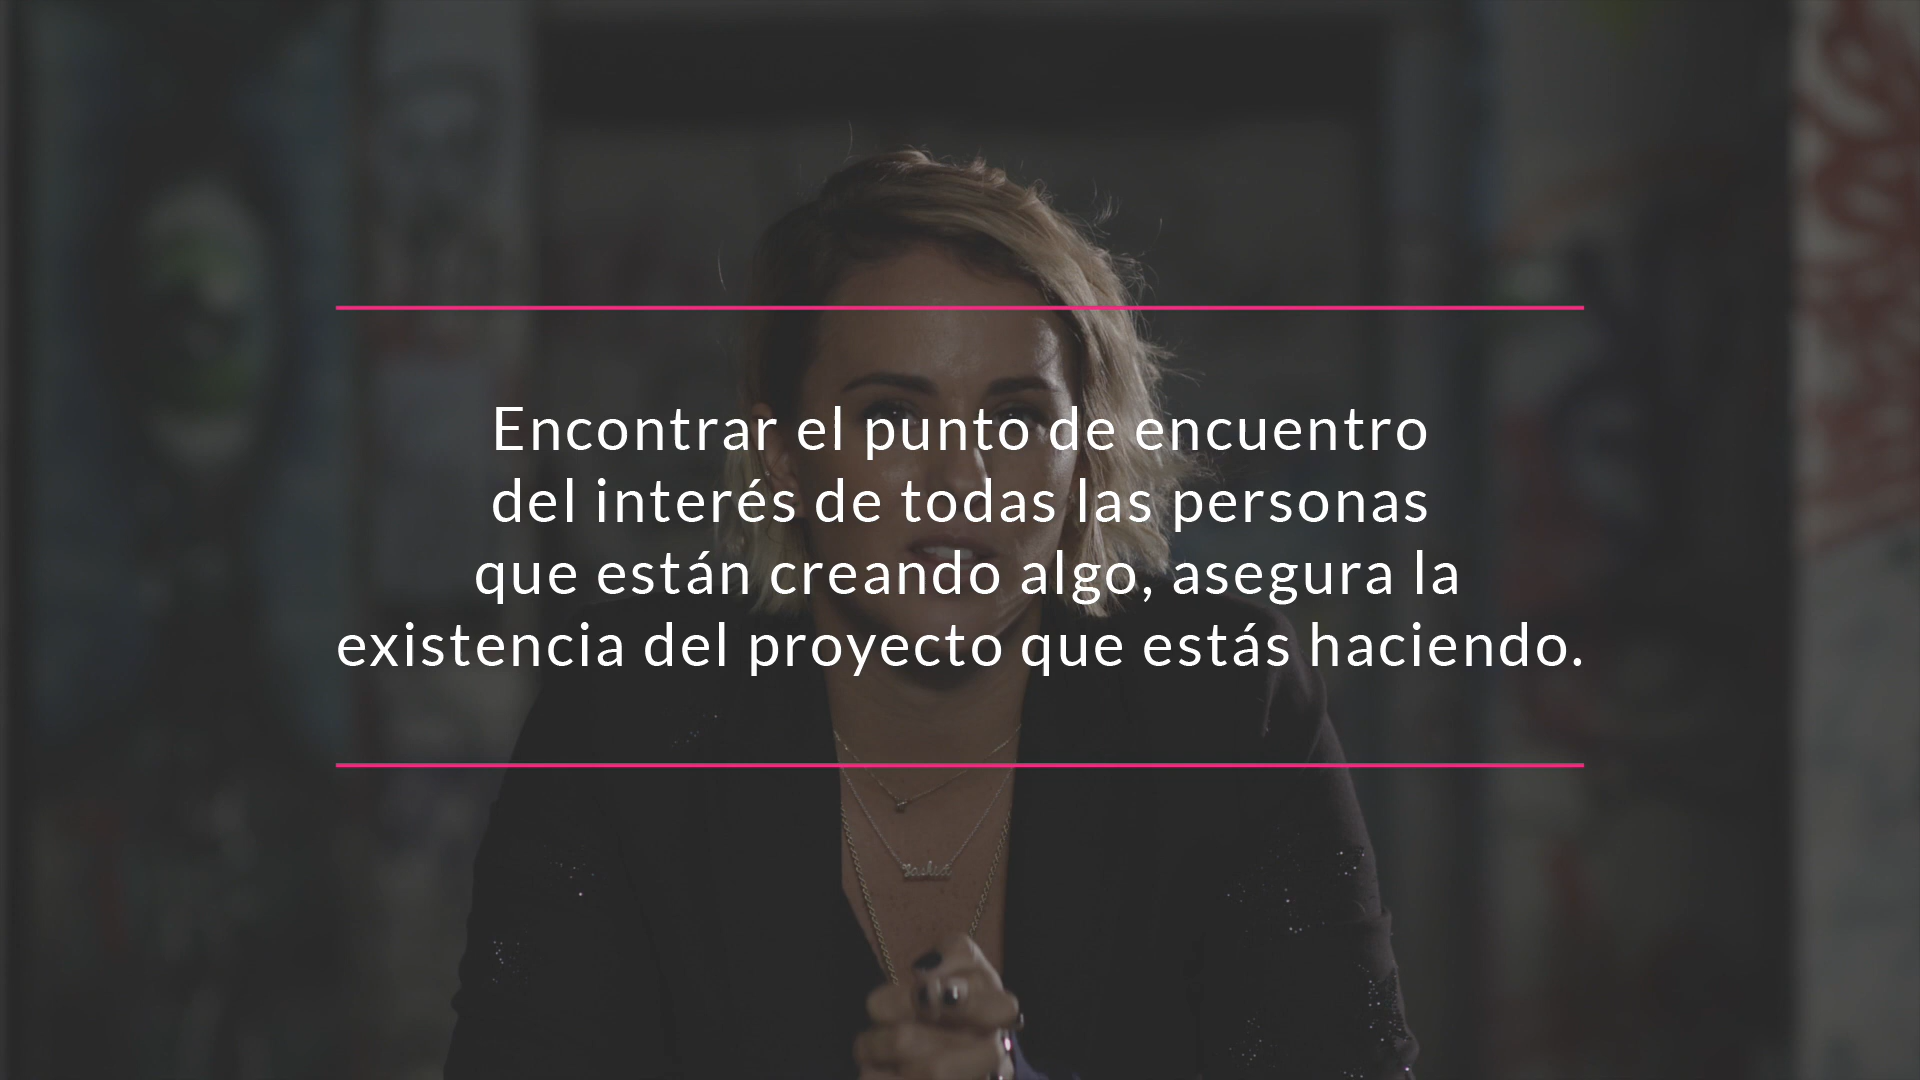 Encontrar el punto de encuentro
del interés de todas las personas
que están creando algo, asegura la
existencia del proyecto que estás haciendo.